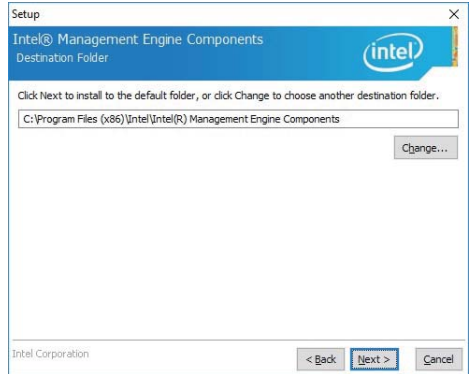 Setup
Intel® Management Engine Components
Destination Folder
intel
Click Next to install to the default folder, or click Change to choose another destination folder.
C:\Program Files (x86)\Intel\Intel(R) Management Engine Components
Change...
Intel Corporation
< Back
Next >
Cancel